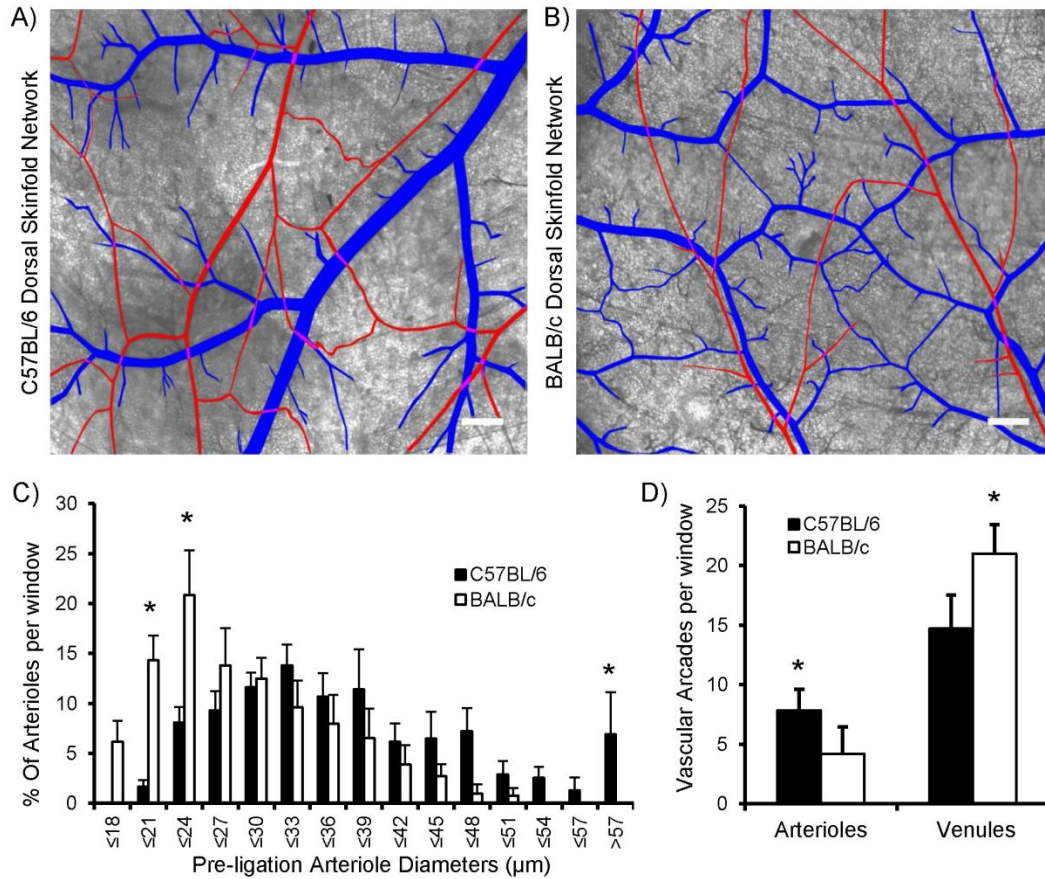 A)
C57BL/6 Dorsal Skinfold Network
B)
BALB/c Dorsal Skinfold Network
C)
% Of Arterioles per window
30
25
20
15
10
5
0
*
*
*
C57BL/6
BALB/c
≤18 ≤21 ≤24 ≤27 ≤30 ≤33 ≤36 ≤39 ≤42 ≤45 ≤48 ≤51 ≤54 ≤57 >57
Pre-ligation Arteriole Diameters (µm)
D)
Vascular Arcades per window
25
20
15
10
5
0
C57BL/6
BALB/c
*
*
Arterioles Venules